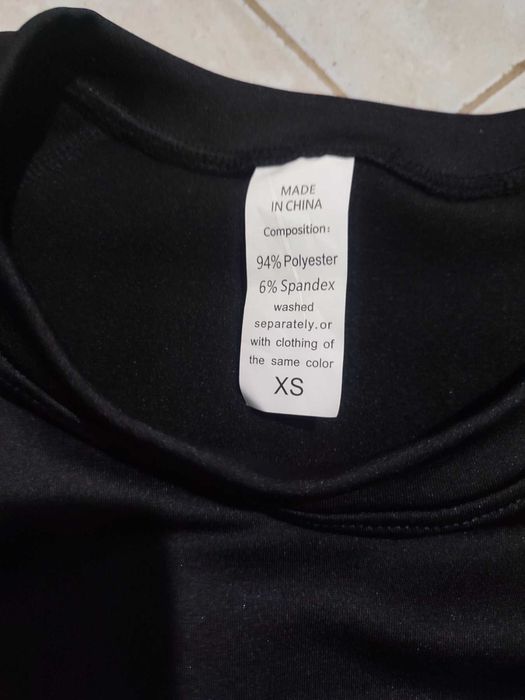 MADE
IN CHINA
Composition:
94% Polyester
6% Spandex
washed
separately.or
with clothing of
the same color
XS